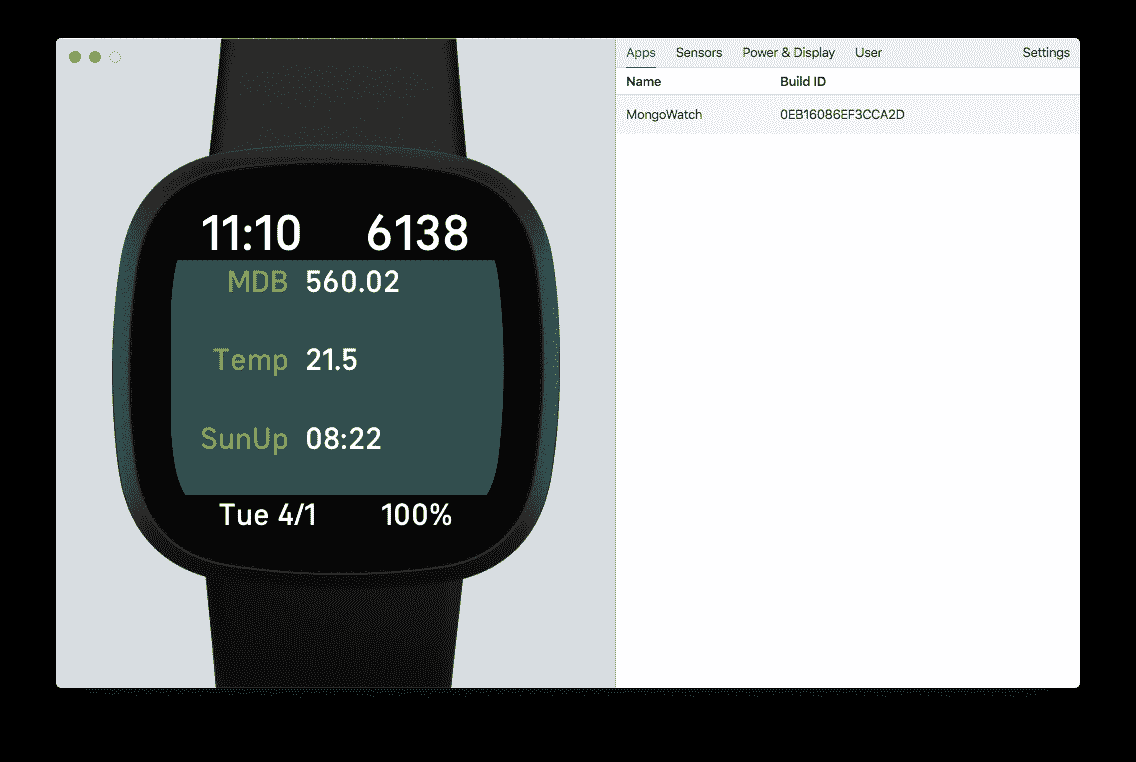 11:10 6138
MDB 560.02
Temp 21.5
SunUp 08:22
Tue 4/1 100%
Apps Sensors Power & Display User Settings
Name Build ID
MongoWatch 0EB16086EF3CCA2D